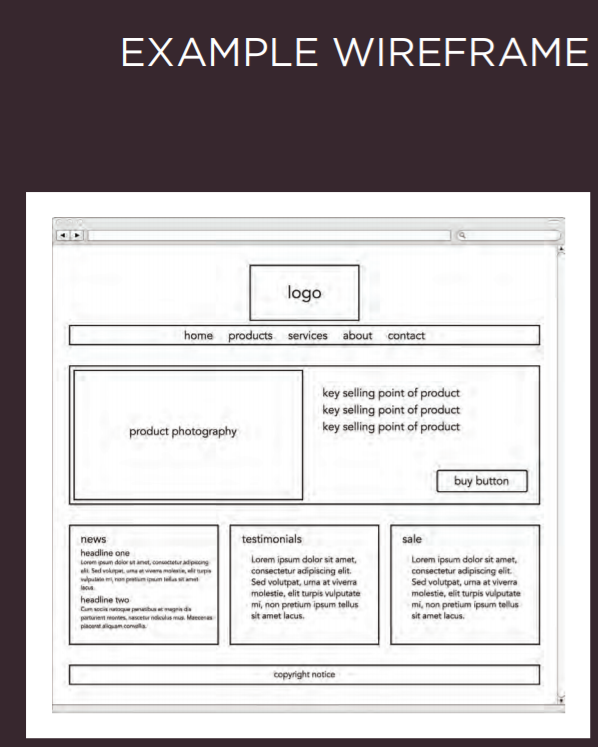 EXAMPLE WIREFRAME
logo
home products services about contact
product photography
key selling point of product
key selling point of product
key selling point of product
buy button
news
headline one
Lorem ipsum dolor sit amet, consectetur adipiscing
elit. Sed volutpat, urna at viverra molestie, elit turpis
vulputate mi, non pretium ipsum tellus sit amet
lacus.
headline two
Cum sociis natoque penatibus et magnis dis
parturient montes, nascetur ridiculus mus. Maecenas
placerat aliquam convallis.
testimonials
Lorem ipsum dolor sit amet,
consectetur adipiscing elit.
Sed volutpat, urna at viverra
molestie, elit turpis vulputate
mi, non pretium ipsum tellus
sit amet lacus.
sale
Lorem ipsum dolor sit amet,
consectetur adipiscing elit.
Sed volutpat, urna at viverra
molestie, elit turpis vulputate
mi, non pretium ipsum tellus
sit amet lacus.
copyright notice